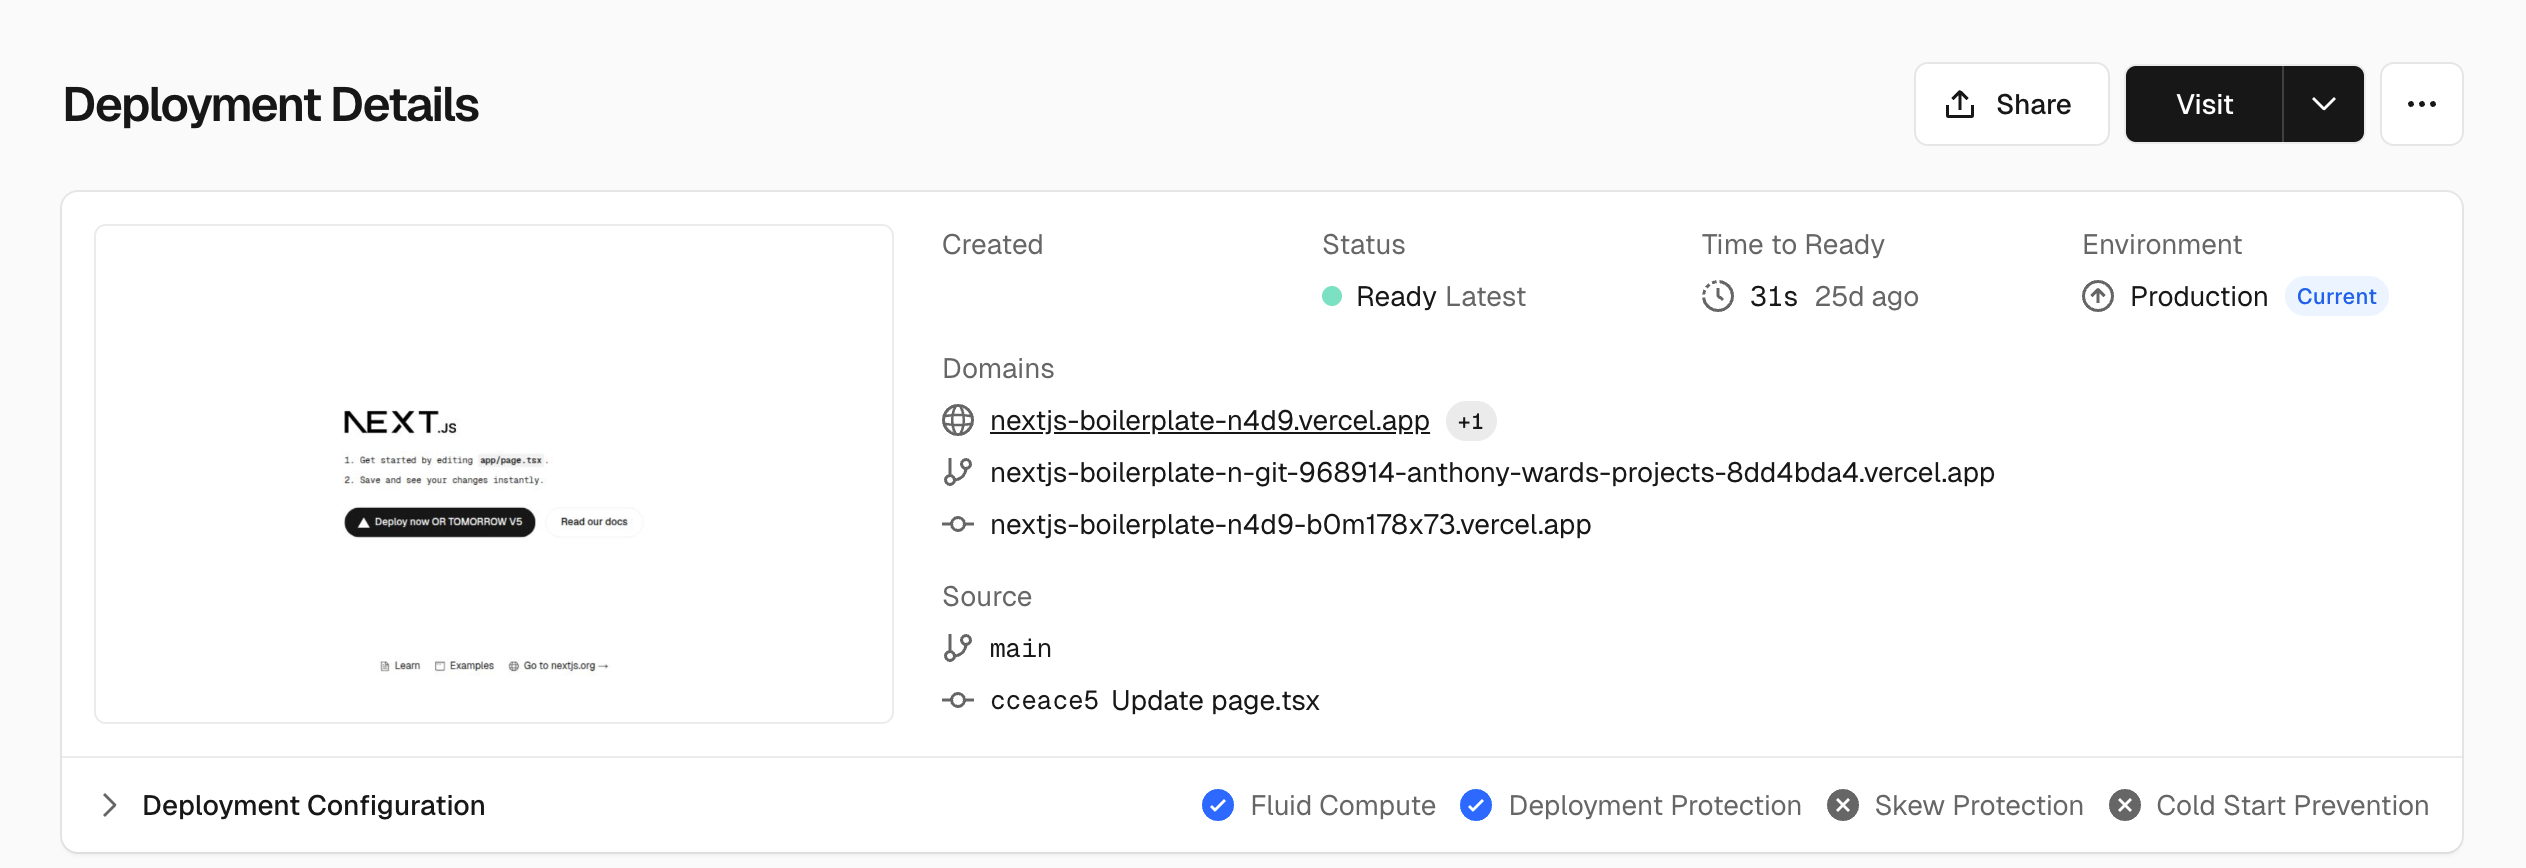 Deployment Details
Share
Visit
NEXT.JS
1. Get started by editing app/page.tsx.
2. Save and see your changes instantly.
Deploy now OR TOMORROW V5
Read our docs
Learn
Examples
Go to nextjs.org →
Created
Status
Ready Latest
Time to Ready
31s 25d ago
Environment
Production Current
Domains
nextjs-boilerplate-n4d9.vercel.app +1
nextjs-boilerplate-n-git-968914-anthony-wards-projects-8dd4bda4.vercel.app
nextjs-boilerplate-n4d9-b0m178x73.vercel.app
Source
main
cceace5 Update page.tsx
Deployment Configuration
Fluid Compute
Deployment Protection
Skew Protection
Cold Start Prevention